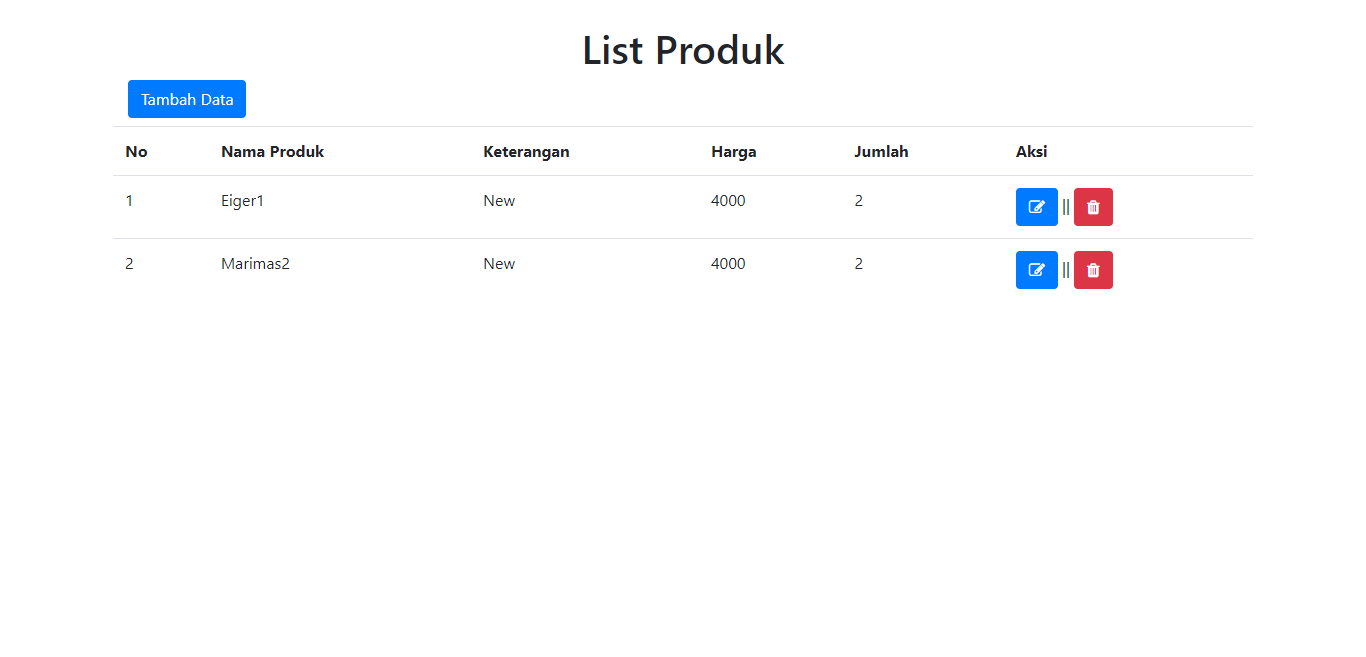 List Produk
Tambah Data
No Nama Produk Keterangan Harga Jumlah Aksi
1 Eiger1 New 4000 2 ||
2 Marimas2 New 4000 2 ||